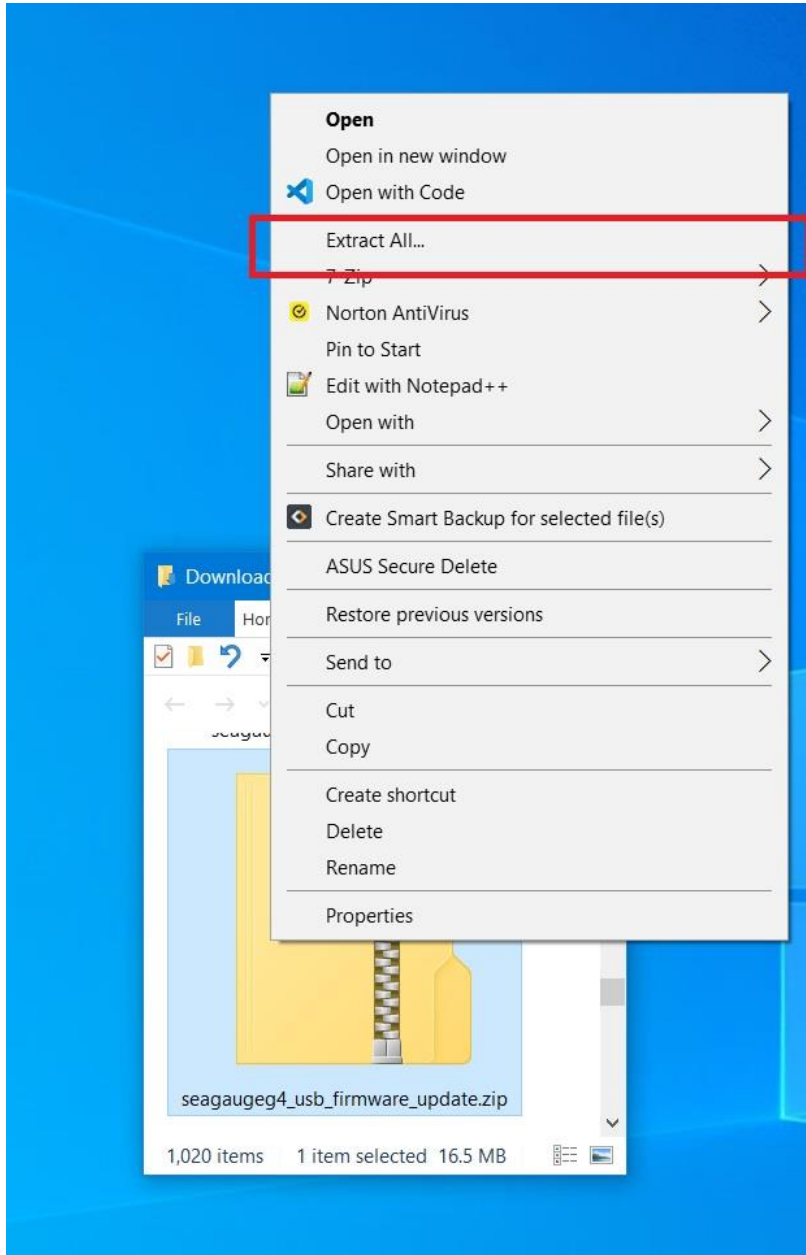 Open
Open in new window
Open with Code
Extract All...
7-Zip
Norton AntiVirus
Pin to Start
Edit with Notepad++
Open with
Share with
Create Smart Backup for selected file(s)
ASUS Secure Delete
Restore previous versions
Send to
Cut
Copy
Create shortcut
Delete
Rename
Properties
Download
File Hor
seagaugeg4_usb_firmware_update.zip
1,020 items 1 item selected 16.5 MB